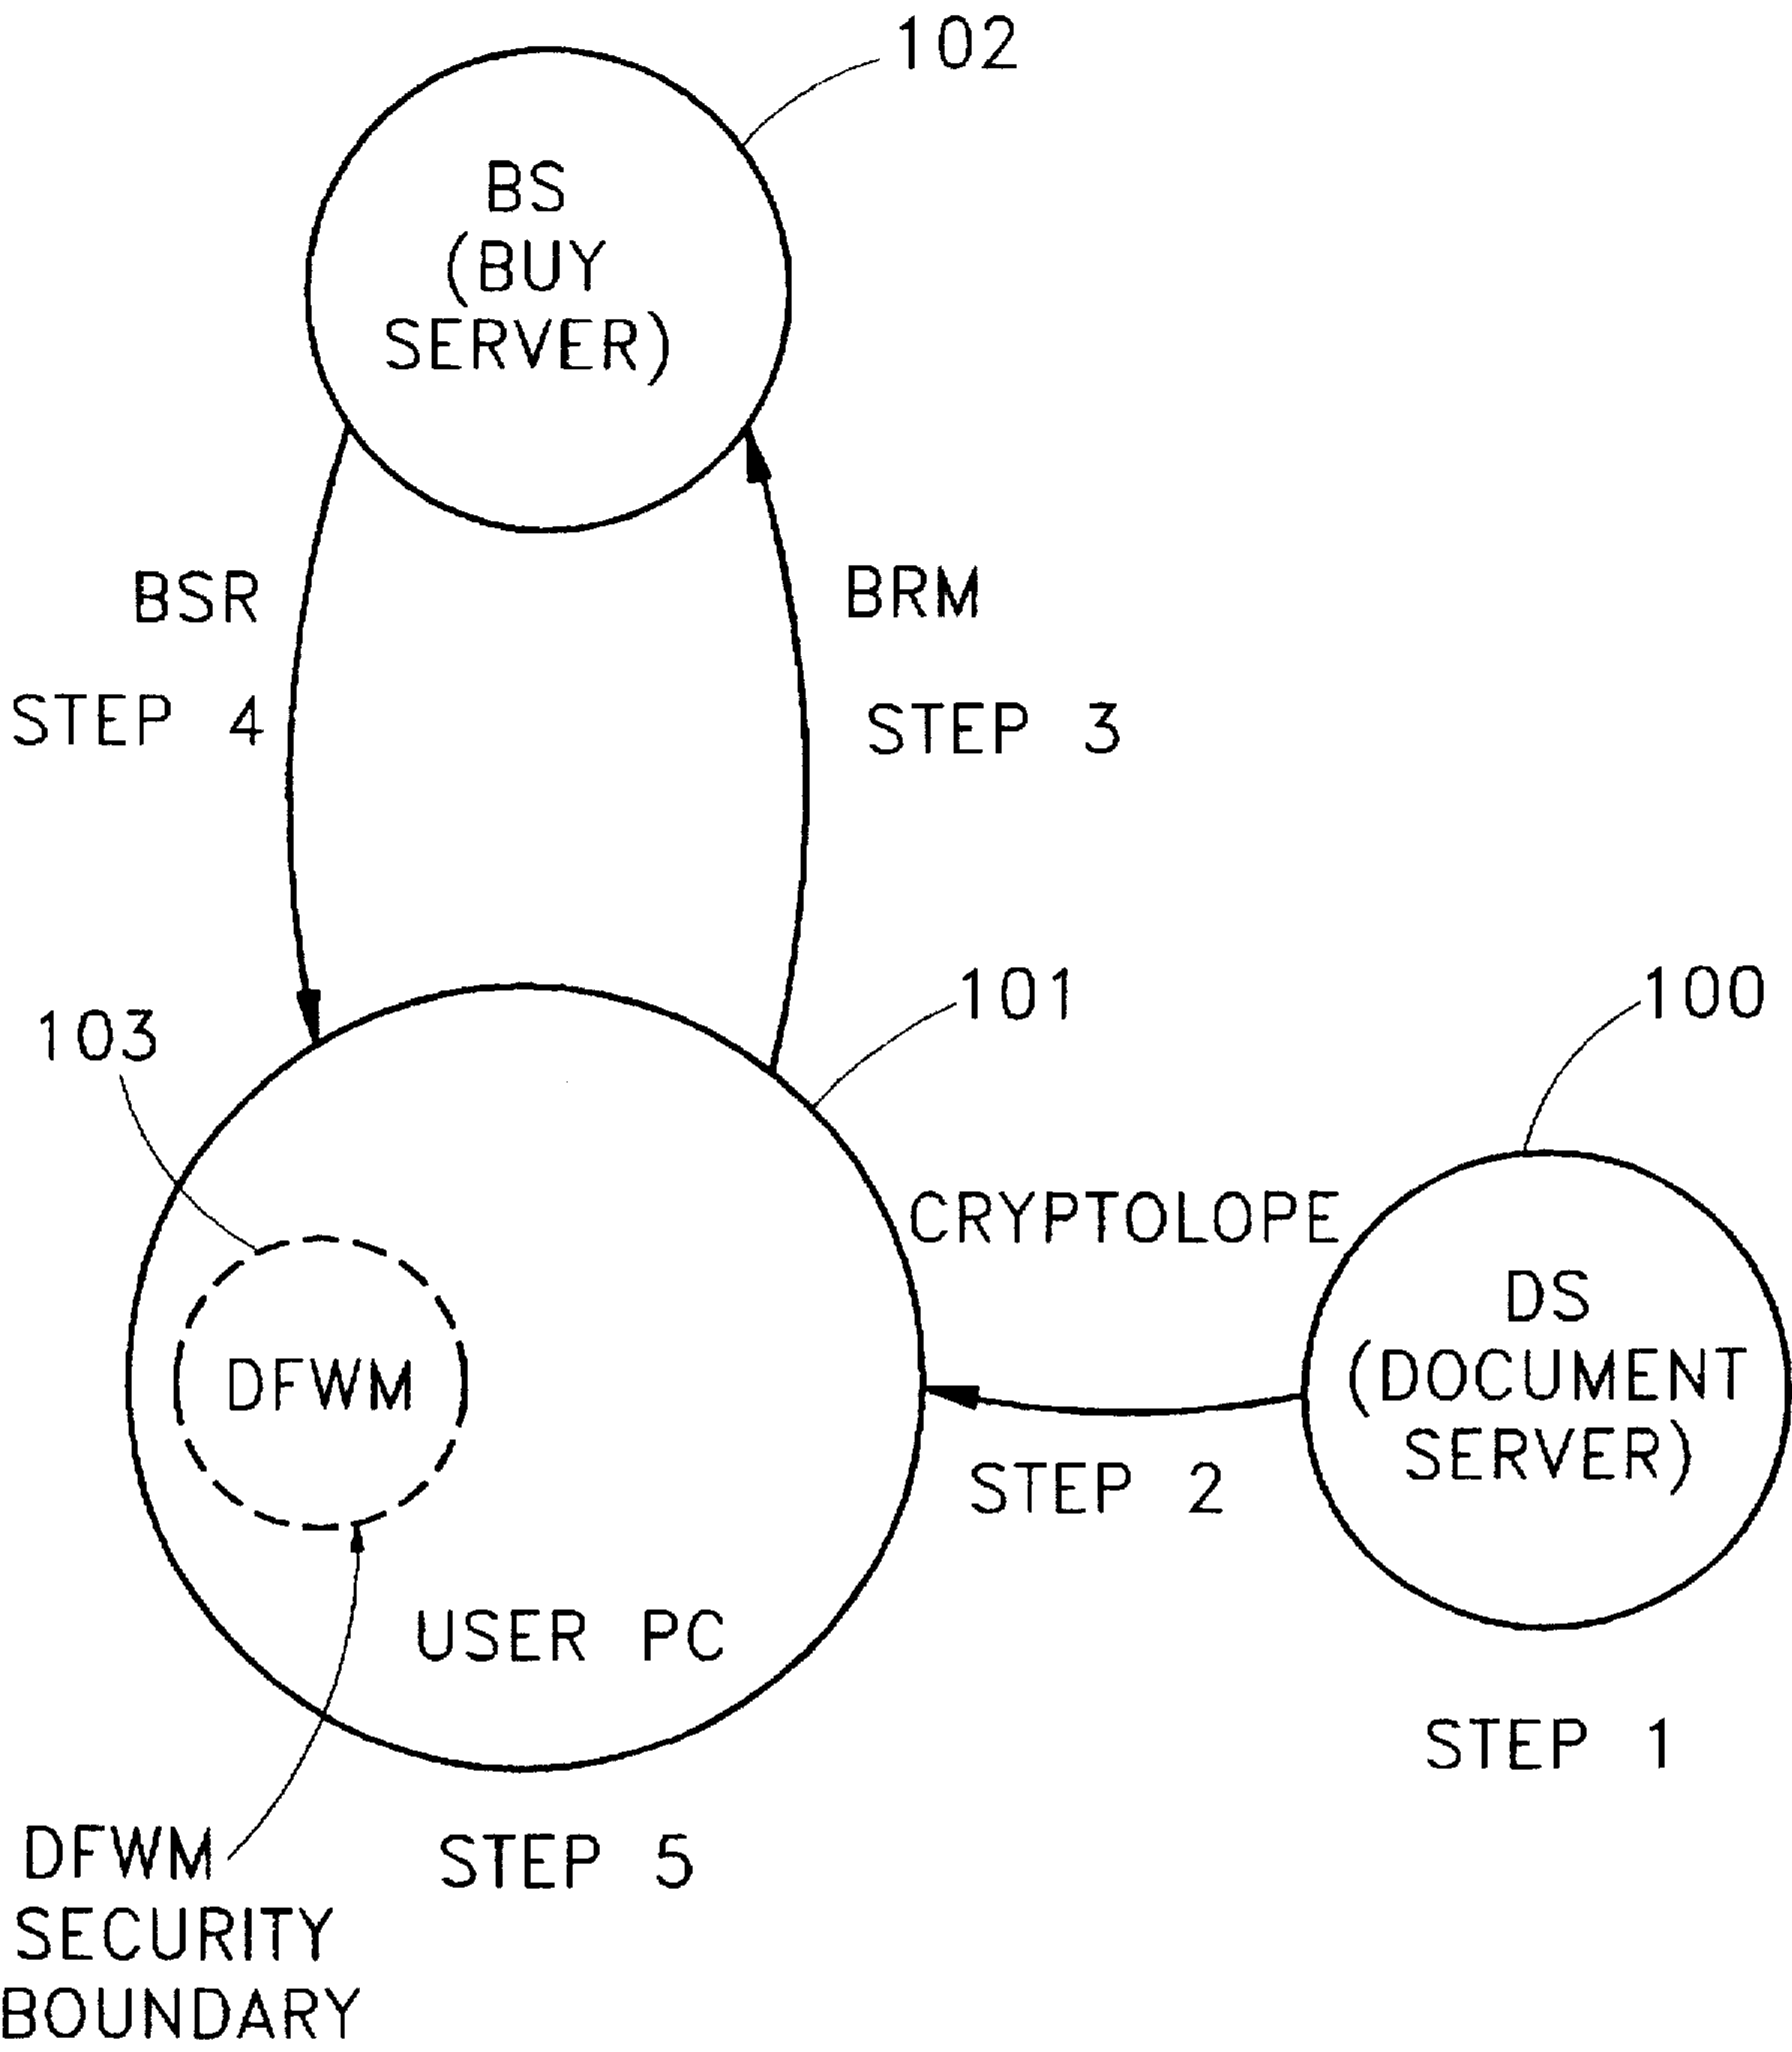 102
BS
(BUY
SERVER)
BSR
BRM
STEP 4
STEP 3
103
101
100
CRYPTOLOPE
DS
(DOCUMENT
SERVER)
DFWM
STEP 2
USER PC
STEP 1
DFWM
SECURITY
BOUNDARY
STEP 5